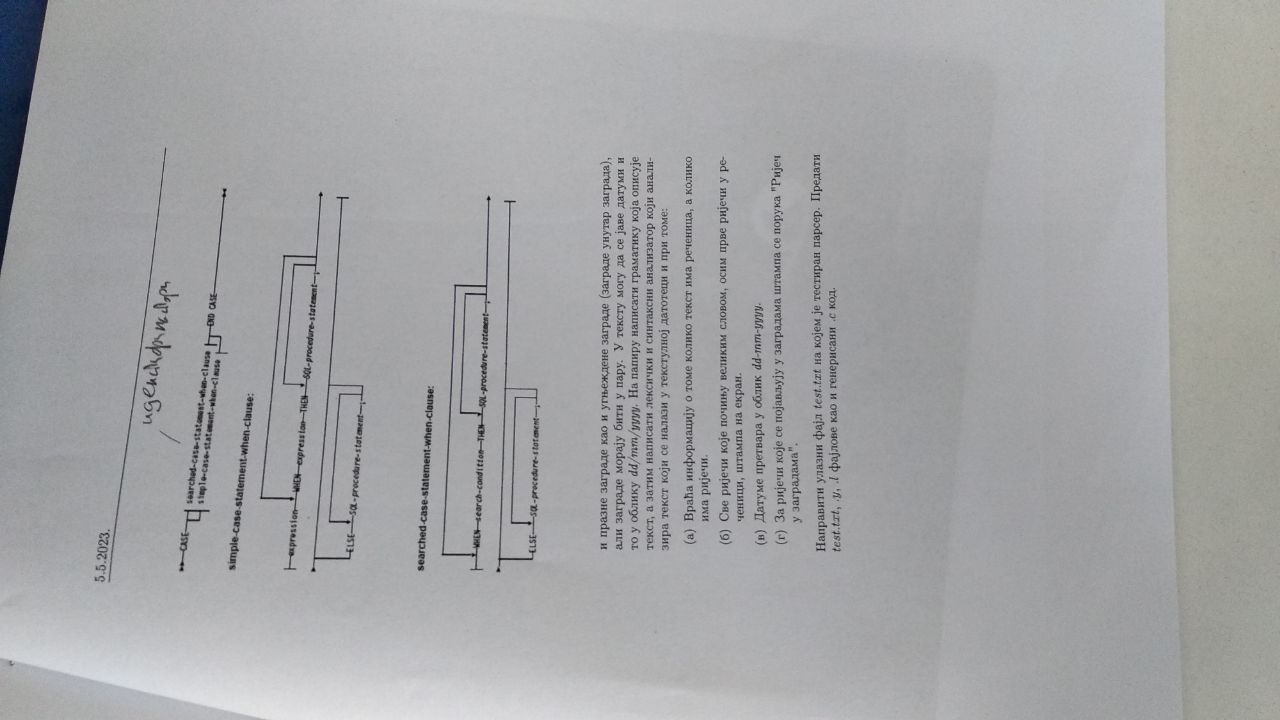 5.5.2023.
идентификатори
CASE searched-case-statement-when-clause END CASE
simple-case-statement-when-clause
simple-case-statement-when-clause:
expression WHEN expression THEN SQL-procedure-statement ;
ELSE SQL-procedure-statement ;
searched-case-statement-when-clause:
WHEN search-condition THEN SQL-procedure-statement ;
ELSE SQL-procedure-statement ;
и празне заграде као и угњеждене заграде (заграде унутар заграда),
али заграде морају бити у пару. У тексту могу да се јаве датуми и
то у облику dd/mm/yyyy. На папиру написати граматику која описује
текст, а затим написати лексички и синтаксни анализатор који анали-
зира текст који се налази у текстулној датотеци и при томе:
(а) Враћа информацију о томе колико текст има реченица, а колико
има ријечи.
(б) Све ријечи које почињу великим словом, осим прве ријечи у ре-
ченици, штампа на екран.
(в) Датуме претвара у облик dd-mm-yyyy.
(г) За ријечи које се појављују у заградама штампа се порука "Ријеч
у заградама".
Направити улазни фајл test.txt на којем је тестиран парсер. Предати
test.txt, .y, .l фајлове као и генерисани .c код.